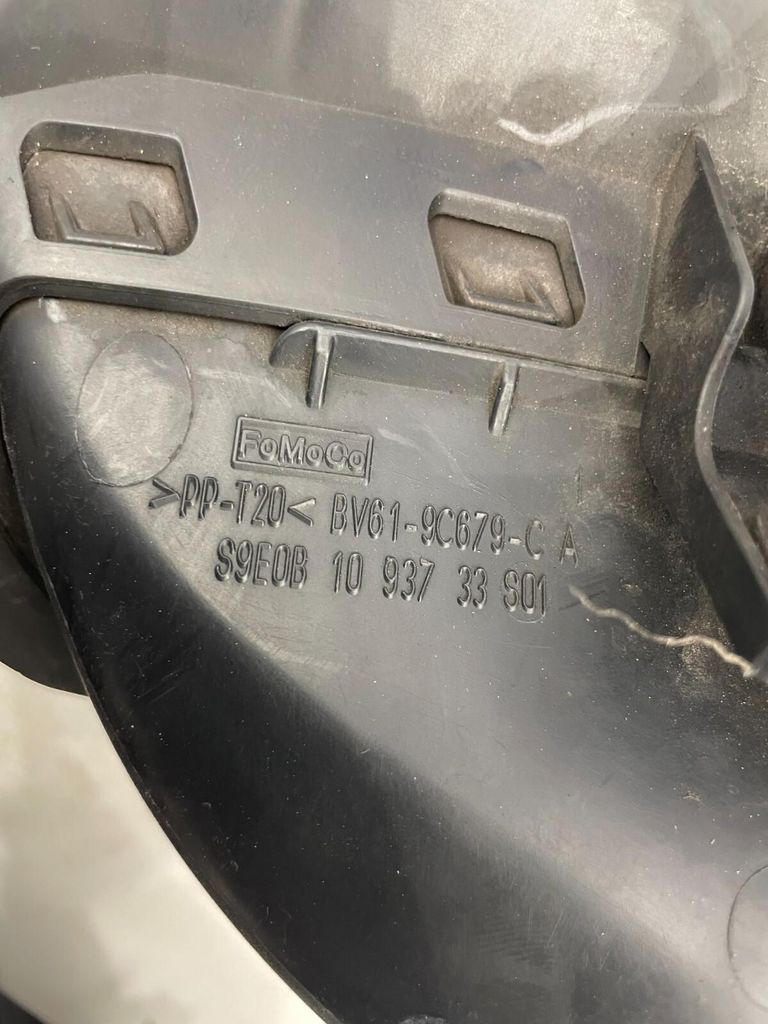 FoMoCo
>PP-T20< BV61-9C679-C A
S9E0B 10 937 33 S01